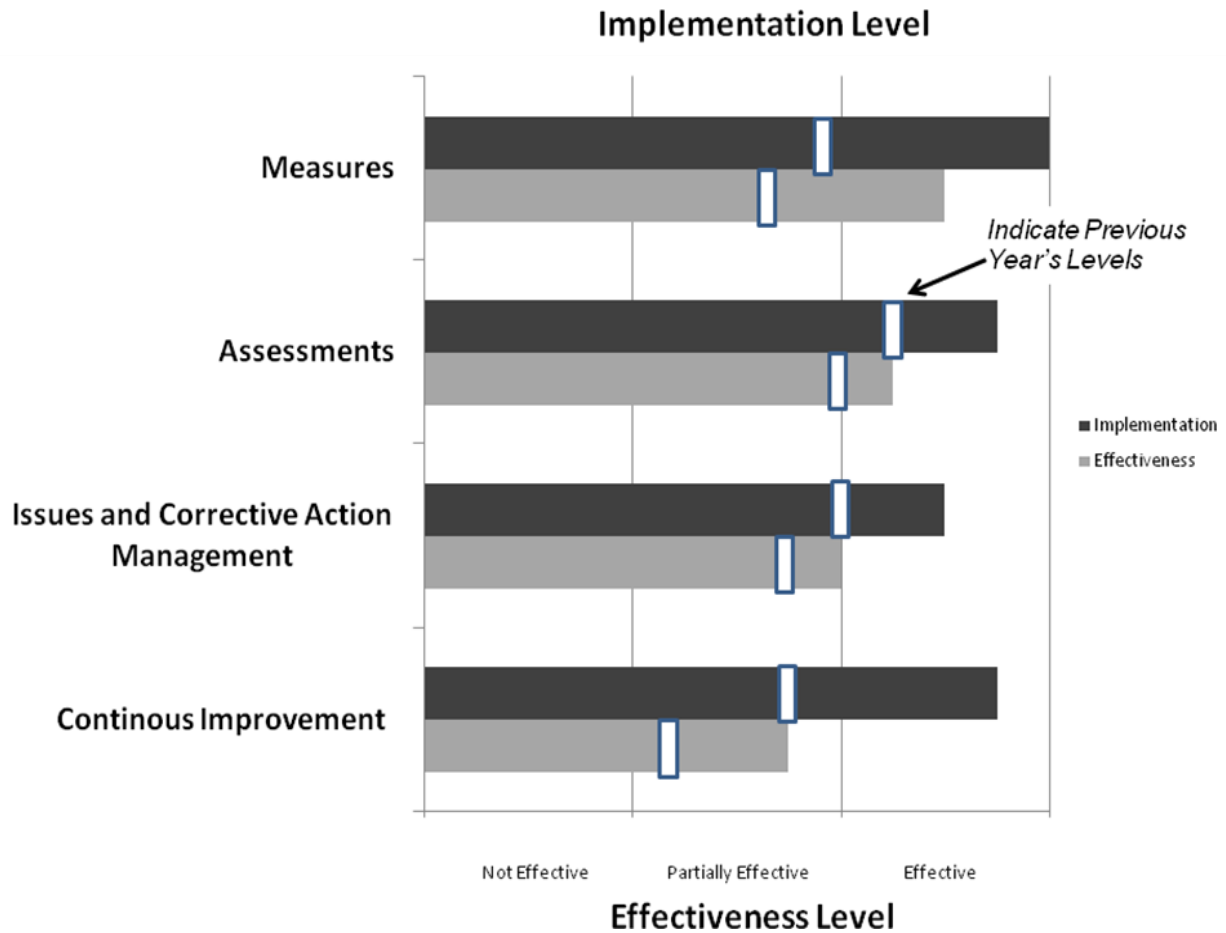 Implementation Level
Measures
Indicate Previous
Year's Levels
Assessments
Implementation
Effectiveness
Issues and Corrective Action
Management
Continous Improvement
Not Effective
Partially Effective
Effective
Effectiveness Level